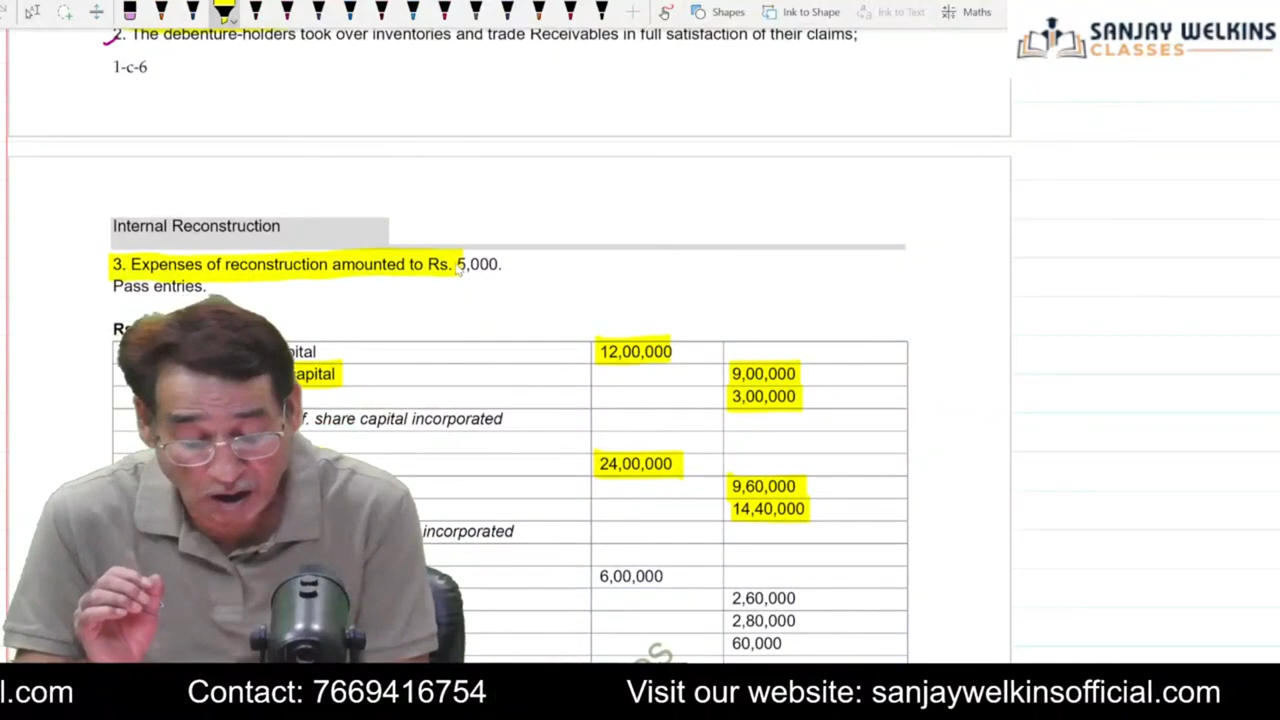 Shapes
Ink to Shape
Ink to Text
Maths
SANJAY WELKINS
CLASSES
2. The debenture-holders took over inventories and trade Receivables in full satisfaction of their claims;
1-c-6
Internal Reconstruction
3. Expenses of reconstruction amounted to Rs. 5,000.
Pass entries.
12,00,000
apital 9,00,000
3,00,000
f. share capital incorporated
24,00,000
9,60,000
14,40,000
incorporated
6,00,000
2,60,000
2,80,000
60,000
l.com Contact: 7669416754 Visit our website: sanjaywelkinsofficial.com